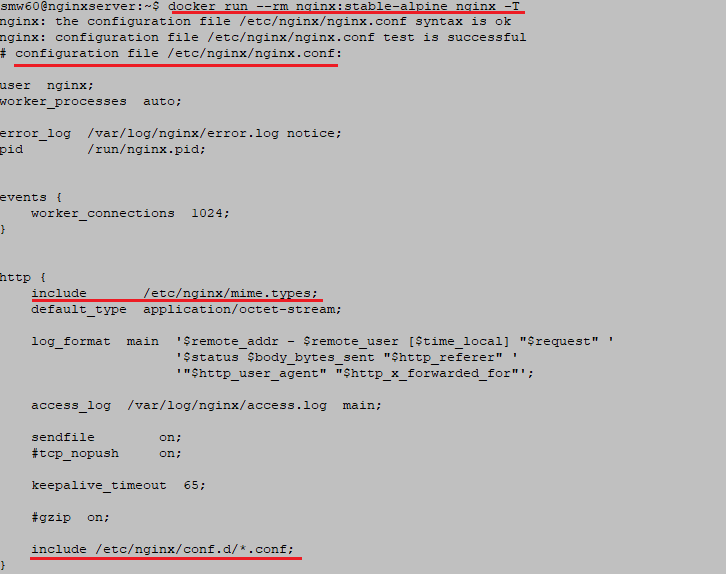 smw60@nginxserver:~$ docker run --rm nginx:stable-alpine nginx -T
nginx: the configuration file /etc/nginx/nginx.conf syntax is ok
nginx: configuration file /etc/nginx/nginx.conf test is successful
# configuration file /etc/nginx/nginx.conf:
user  nginx;
worker_processes  auto;
error_log  /var/log/nginx/error.log notice;
pid        /run/nginx.pid;
events {
    worker_connections  1024;
}
http {
    include       /etc/nginx/mime.types;
    default_type  application/octet-stream;
    log_format  main  '$remote_addr - $remote_user [$time_local] "$request" '
                      '$status $body_bytes_sent "$http_referer" '
                      '"$http_user_agent" "$http_x_forwarded_for"';
    access_log  /var/log/nginx/access.log  main;
    sendfile        on;
    #tcp_nopush     on;
    keepalive_timeout  65;
    #gzip  on;
    include /etc/nginx/conf.d/*.conf;
}